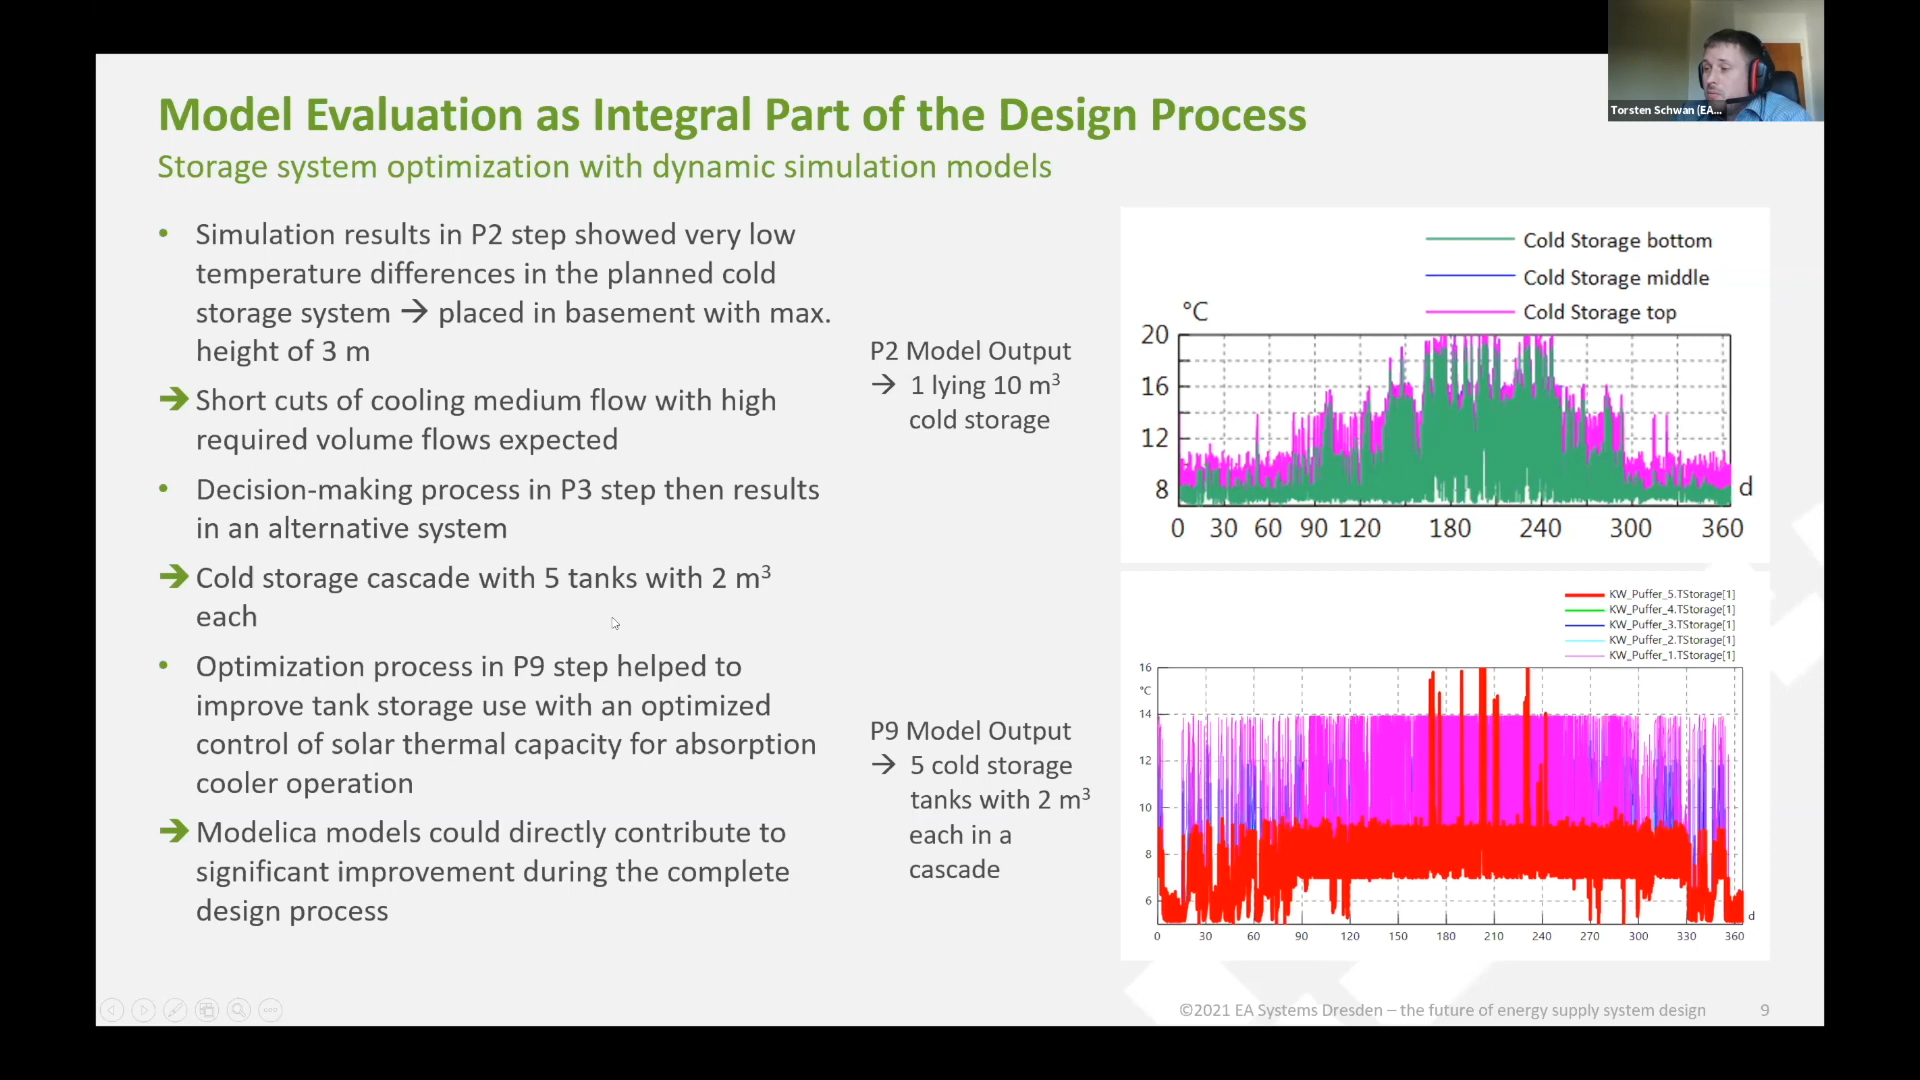 Model Evaluation as Integral Part of the Design Process
Storage system optimization with dynamic simulation models
• Simulation results in P2 step showed very low
temperature differences in the planned cold
storage system → placed in basement with max.
height of 3 m
➔ Short cuts of cooling medium flow with high
required volume flows expected
• Decision-making process in P3 step then results
in an alternative system
➔ Cold storage cascade with 5 tanks with 2 m³
each
• Optimization process in P9 step helped to
improve tank storage use with an optimized
control of solar thermal capacity for absorption
cooler operation
➔ Modelica models could directly contribute to
significant improvement during the complete
design process
P2 Model Output
→ 1 lying 10 m³
cold storage
P9 Model Output
→ 5 cold storage
tanks with 2 m³
each in a
cascade
Cold Storage bottom
Cold Storage middle
Cold Storage top
°C
20
16
12
8
d
0 30 60 90 120 180 240 300 360
KW_Puffer_5.TStorage[1]
KW_Puffer_4.TStorage[1]
KW_Puffer_3.TStorage[1]
KW_Puffer_2.TStorage[1]
KW_Puffer_1.TStorage[1]
16
°C
14
12
10
8
6
d
0 30 60 90 120 150 180 210 240 270 300 330 360
©2021 EA Systems Dresden – the future of energy supply system design 9
Torsten Schwan (EA...